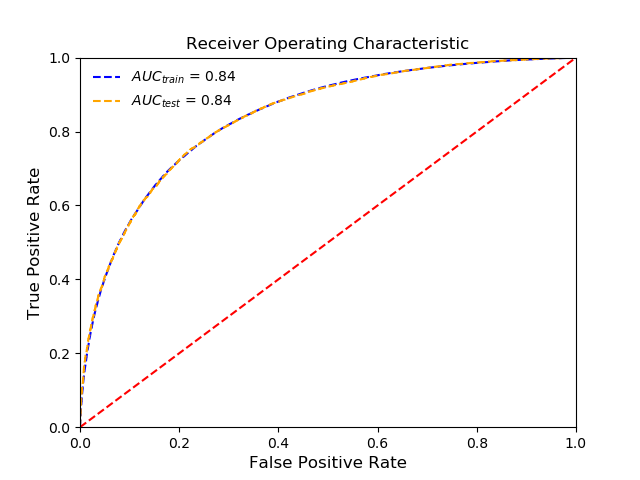 Receiver Operating Characteristic
1.0
AUCtrain = 0.84
AUCtest = 0.84
0.8
0.6
0.4
0.2
0.0
True Positive Rate
0.0 0.2 0.4 0.6 0.8 1.0
False Positive Rate